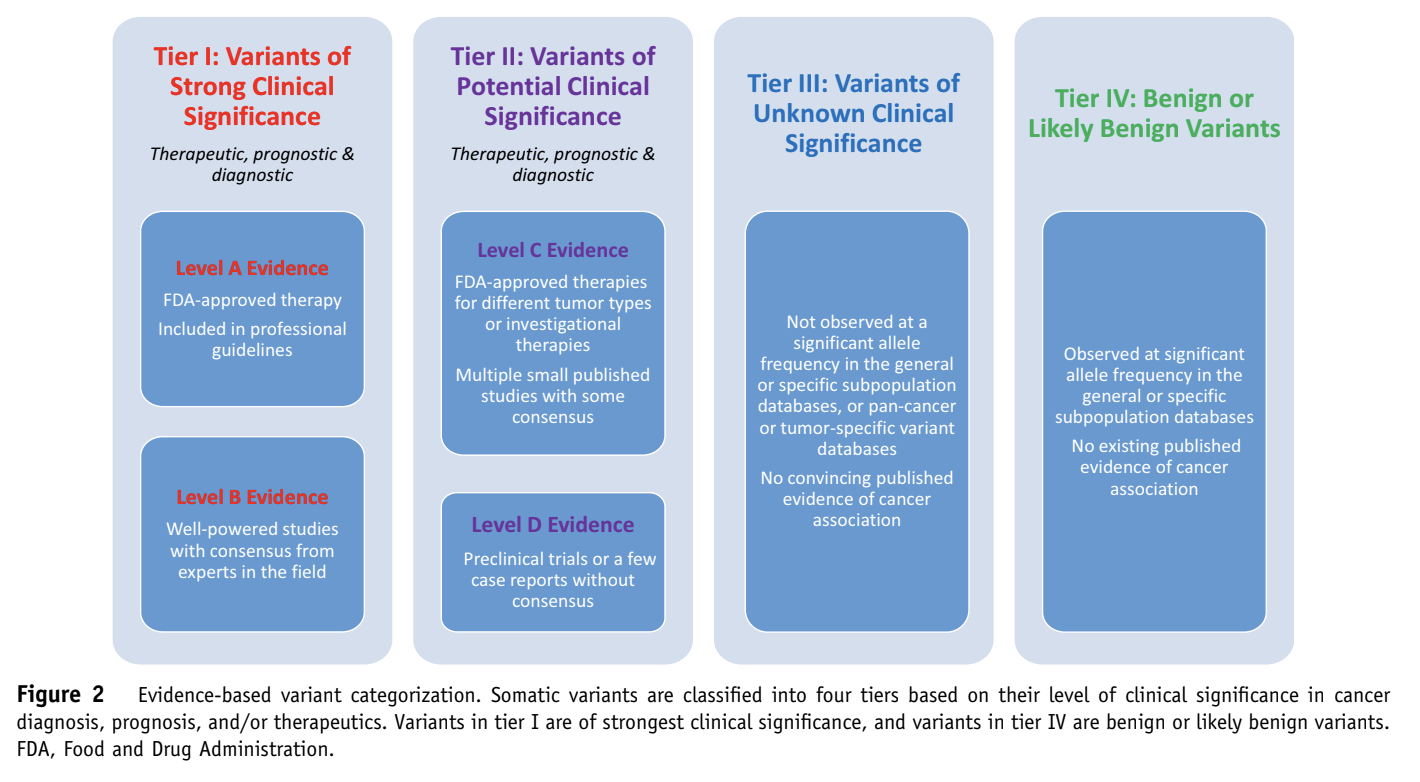 Tier I: Variants of
Strong Clinical
Significance
Therapeutic, prognostic &
diagnostic
Level A Evidence
FDA-approved therapy
Included in professional
guidelines
Level B Evidence
Well-powered studies
with consensus from
experts in the field
Tier II: Variants of
Potential Clinical
Significance
Therapeutic, prognostic &
diagnostic
Level C Evidence
FDA-approved therapies
for different tumor types
or investigational
therapies
Multiple small published
studies with some
consensus
Level D Evidence
Preclinical trials or a few
case reports without
consensus
Tier III: Variants of
Unknown Clinical
Significance
Not observed at a
significant allele
frequency in the general
or specific subpopulation
databases, or pan-cancer
or tumor-specific variant
databases
No convincing published
evidence of cancer
association
Tier IV: Benign or
Likely Benign Variants
Observed at significant
allele frequency in the
general or specific
subpopulation databases
No existing published
evidence of cancer
association
Figure 2 Evidence-based variant categorization. Somatic variants are classified into four tiers based on their level of clinical significance in cancer
diagnosis, prognosis, and/or therapeutics. Variants in tier I are of strongest clinical significance, and variants in tier IV are benign or likely benign variants.
FDA, Food and Drug Administration.